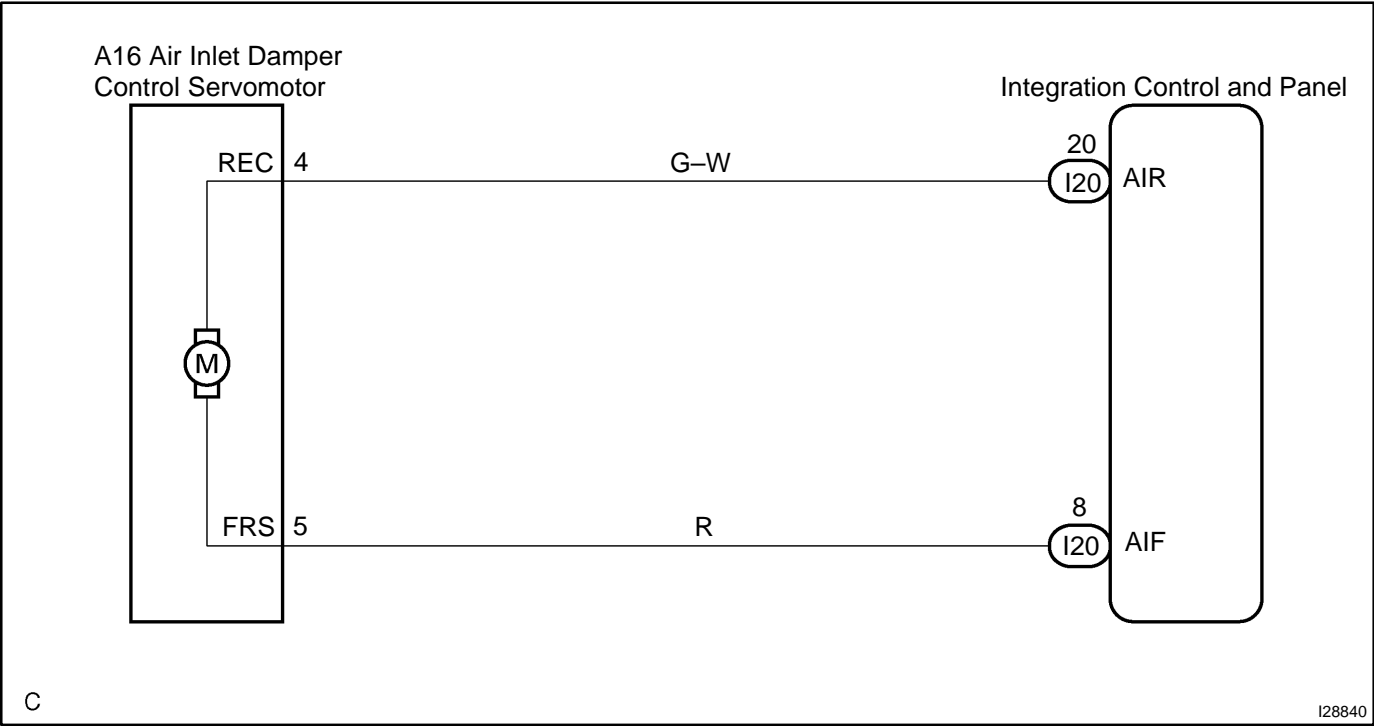 A16 Air Inlet Damper
Control Servomotor
Integration Control and Panel
REC 4
G–W
20
I20
AIR
M
FRS 5
R
8
I20
AIF
C
I28840